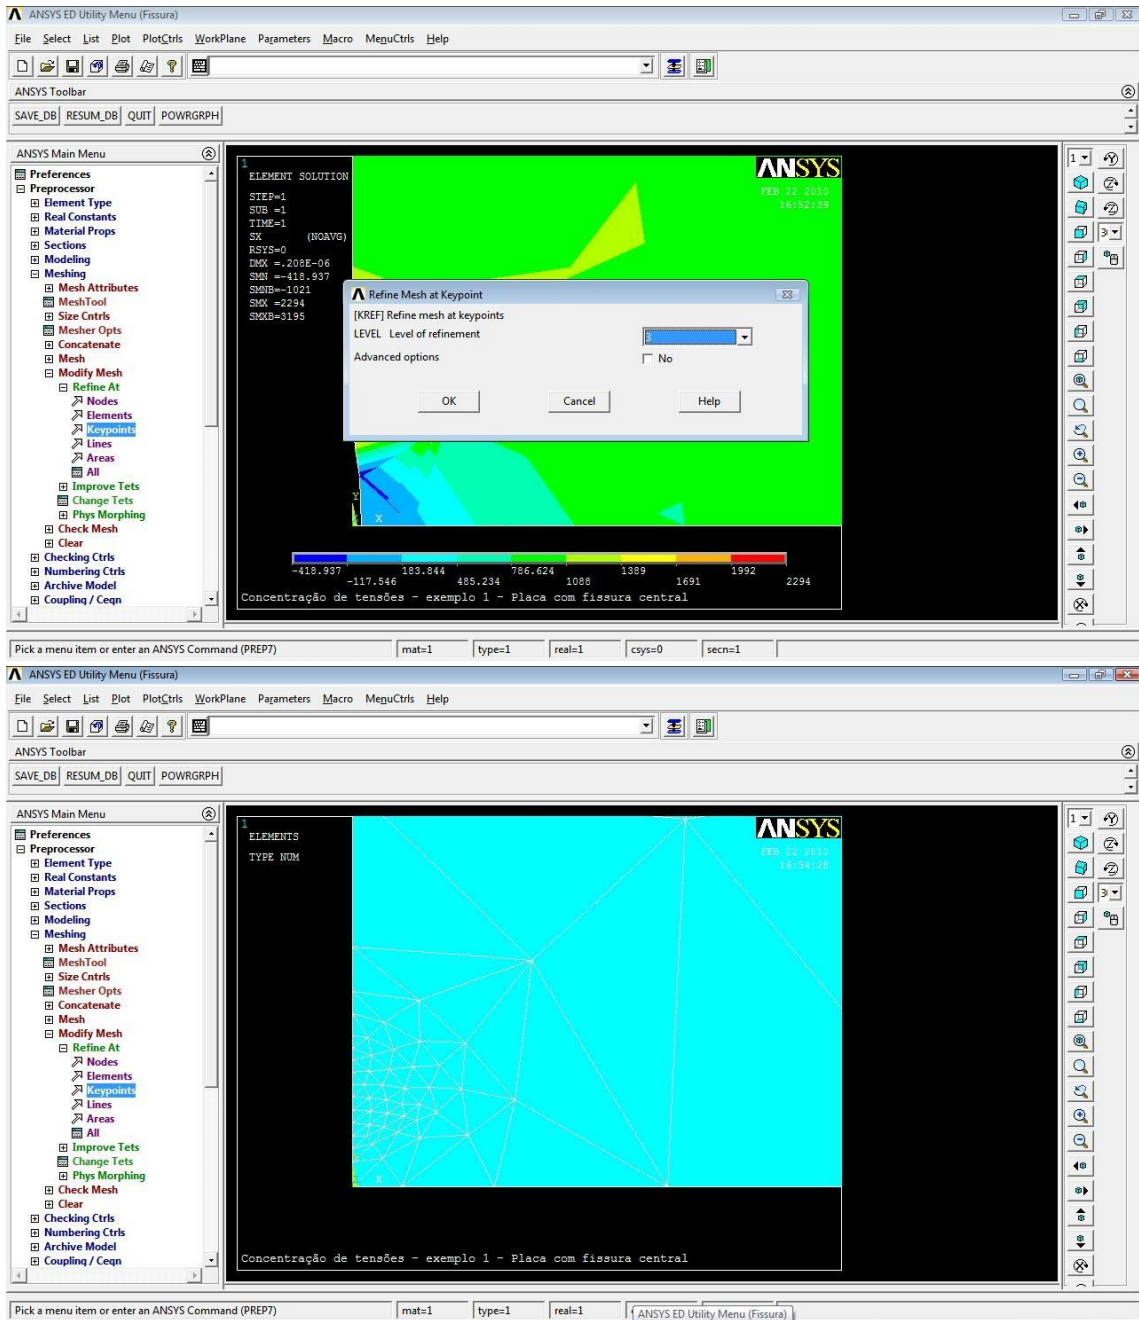 ANSYS ED Utility Menu (Fissura)
File Select List Plot PlotCtrls WorkPlane Parameters Macro MenuCtrls Help
ANSYS Toolbar
SAVE_DB RESUM_DB QUIT POWRGRPH
ANSYS Main Menu
Preferences
Preprocessor
Element Type
Real Constants
Material Props
Sections
Modeling
Meshing
Mesh Attributes
MeshTool
Size Cntrls
Mesher Opts
Concatenate
Mesh
Modify Mesh
Refine At
Nodes
Elements
Keypoints
Lines
Areas
All
Improve Tets
Change Tets
Phys Morphing
Check Mesh
Clear
Checking Ctrls
Numbering Ctrls
Archive Model
Coupling / Ceqn
1
ELEMENT SOLUTION
STEP=1
SUB =1
TIME=1
SX (NOAVG)
RSYS=0
DMX =.208E-06
SMN =-418.937
SMNB=-1021
SMX =2294
SMXB=3195
ANSYS
FEB 22 2010
16:52:39
Refine Mesh at Keypoint
[KREF] Refine mesh at keypoints
LEVEL Level of refinement
3
Advanced options
No
OK Cancel Help
Y
X
-418.937 183.844 786.624 1389 1992
-117.546 485.234 1088 1691 2294
Concentração de tensões - exemplo 1 - Placa com fissura central
1
Pick a menu item or enter an ANSYS Command (PREP7) mat=1 type=1 real=1 csys=0 secn=1
ANSYS ED Utility Menu (Fissura)
File Select List Plot PlotCtrls WorkPlane Parameters Macro MenuCtrls Help
ANSYS Toolbar
SAVE_DB RESUM_DB QUIT POWRGRPH
ANSYS Main Menu
Preferences
Preprocessor
Element Type
Real Constants
Material Props
Sections
Modeling
Meshing
Mesh Attributes
MeshTool
Size Cntrls
Mesher Opts
Concatenate
Mesh
Modify Mesh
Refine At
Nodes
Elements
Keypoints
Lines
Areas
All
Improve Tets
Change Tets
Phys Morphing
Check Mesh
Clear
Checking Ctrls
Numbering Ctrls
Archive Model
Coupling / Ceqn
1
ELEMENTS
TYPE NUM
ANSYS
FEB 22 2010
16:54:28
X
Concentração de tensões - exemplo 1 - Placa com fissura central
1
Pick a menu item or enter an ANSYS Command (PREP7) mat=1 type=1 real=1
ANSYS ED Utility Menu (Fissura)